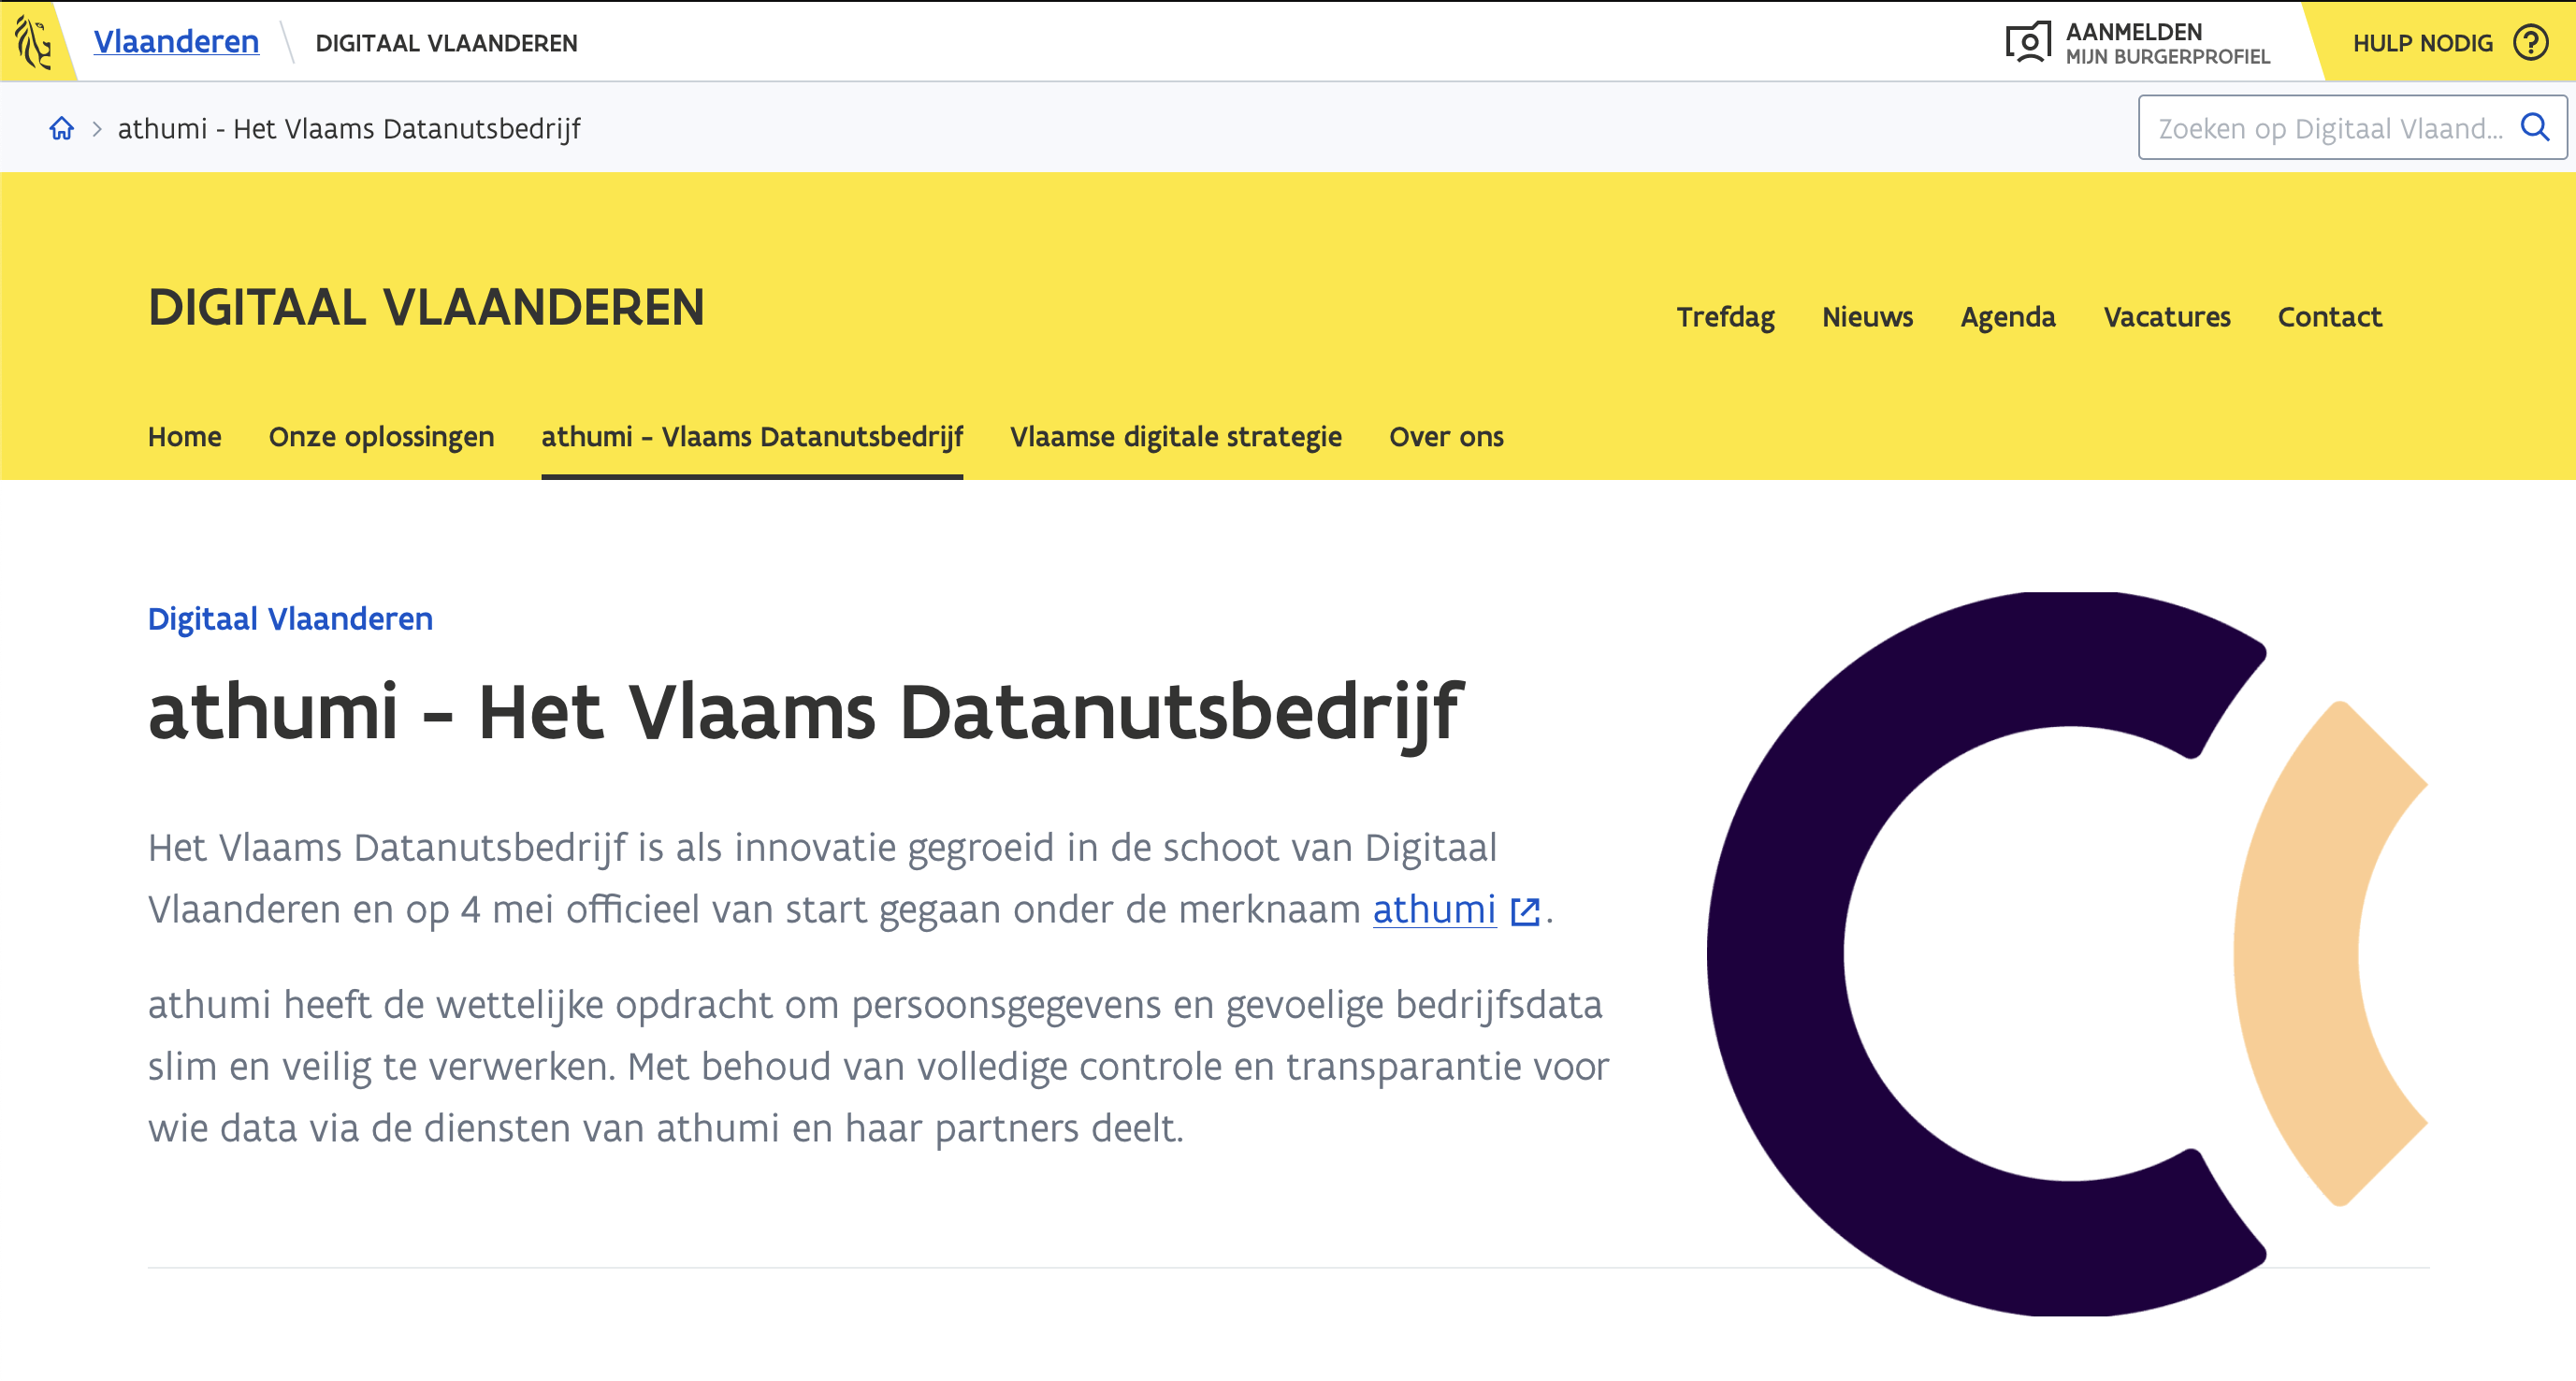 Vlaanderen
DIGITAAL VLAANDEREN
AANMELDEN
MIJN BURGERPROFIEL
HULP NODIG
athumi - Het Vlaams Datanutsbedrijf
Zoeken op Digitaal Vlaand...
DIGITAAL VLAANDEREN
Trefdag Nieuws Agenda Vacatures Contact
Home Onze oplossingen athumi - Vlaams Datanutsbedrijf Vlaamse digitale strategie Over ons
Digitaal Vlaanderen
athumi - Het Vlaams Datanutsbedrijf
Het Vlaams Datanutsbedrijf is als innovatie gegroeid in de schoot van Digitaal
Vlaanderen en op 4 mei officieel van start gegaan onder de merknaam athumi .
athumi heeft de wettelijke opdracht om persoonsgegevens en gevoelige bedrijfsdata
slim en veilig te verwerken. Met behoud van volledige controle en transparantie voor
wie data via de diensten van athumi en haar partners deelt.